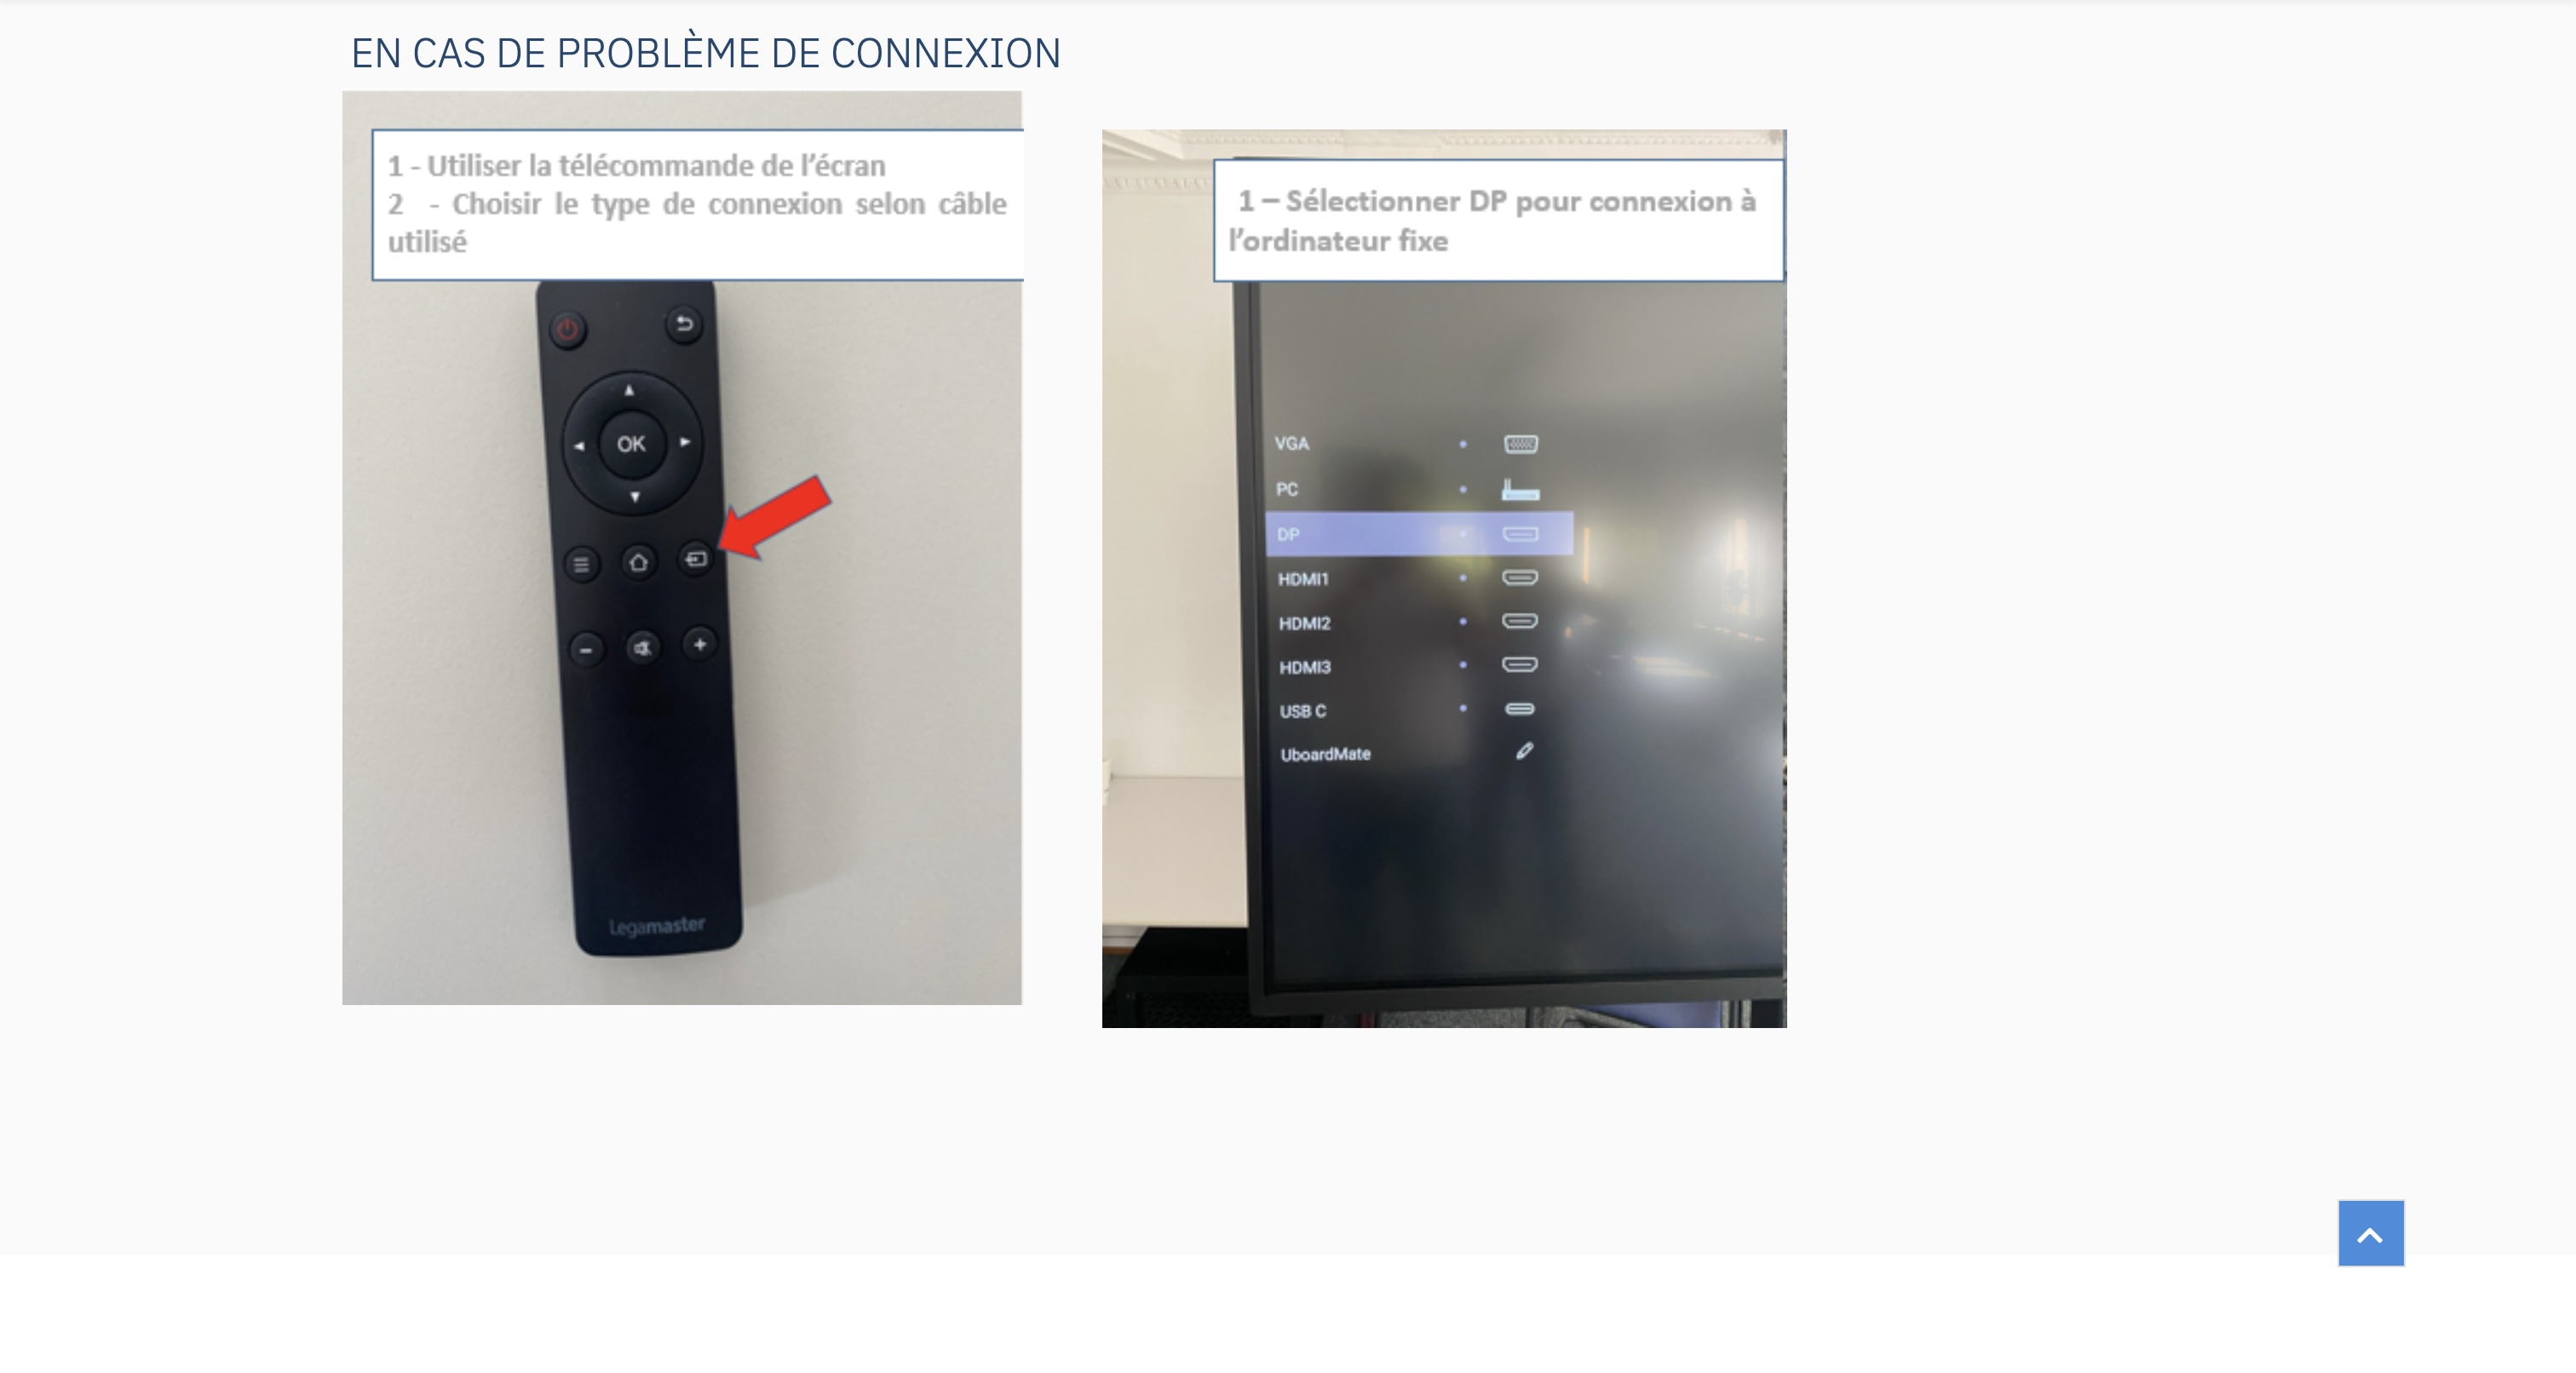 EN CAS DE PROBLÈME DE CONNEXION
1 - Utiliser la télécommande de l’écran
2 - Choisir le type de connexion selon câble
utilisé
OK
Legamaster
1 – Sélectionner DP pour connexion à
l’ordinateur fixe
VGA
PC
DP
HDMI1
HDMI2
HDMI3
USB C
UboardMate